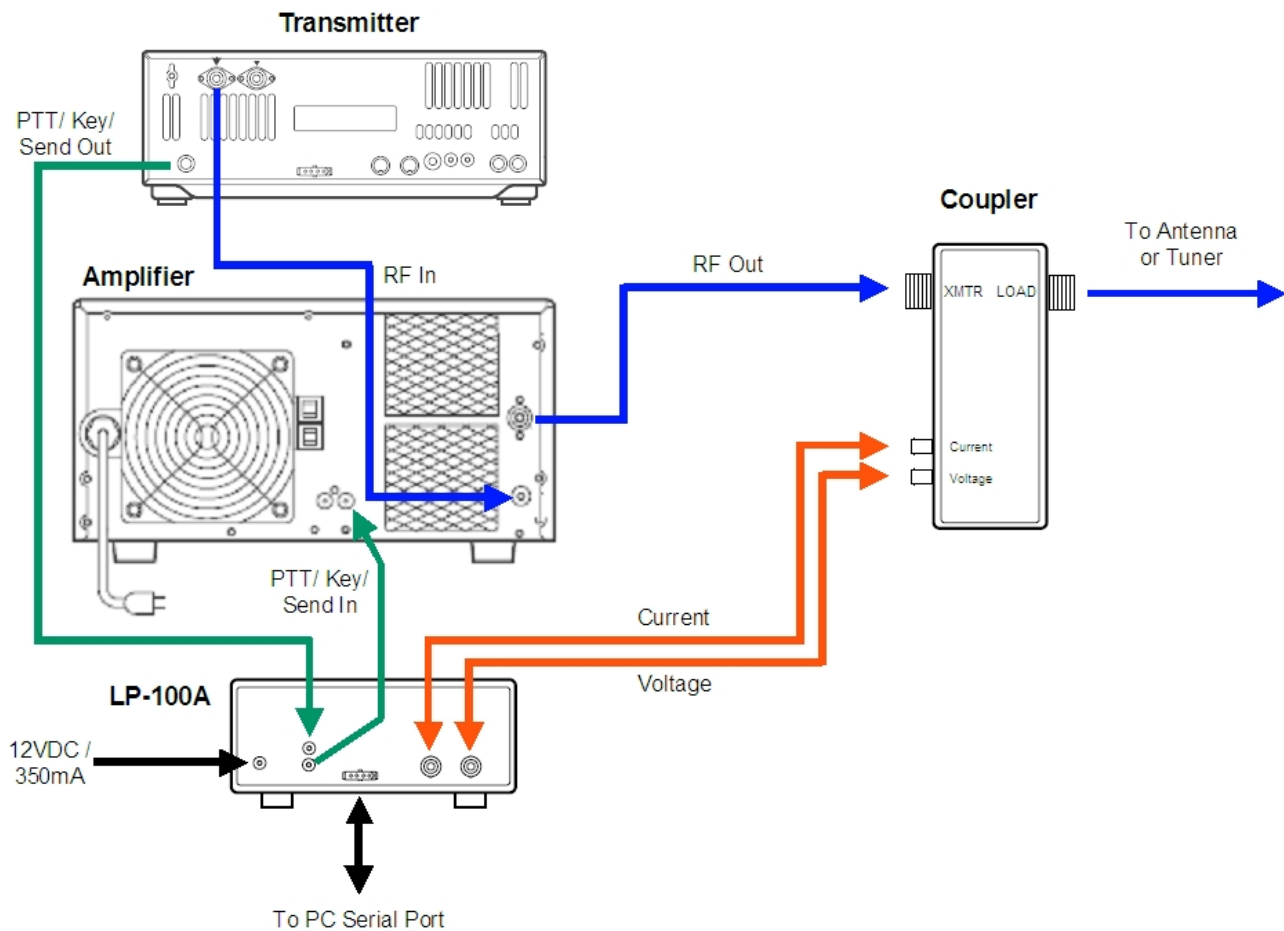 Transmitter
PTT/ Key/
Send Out
Coupler
To Antenna
or Tuner
RF Out
Amplifier
RF In
XMTR LOAD
Current
Voltage
PTT/ Key/
Send In
Current
Voltage
LP-100A
12VDC /
350mA
To PC Serial Port